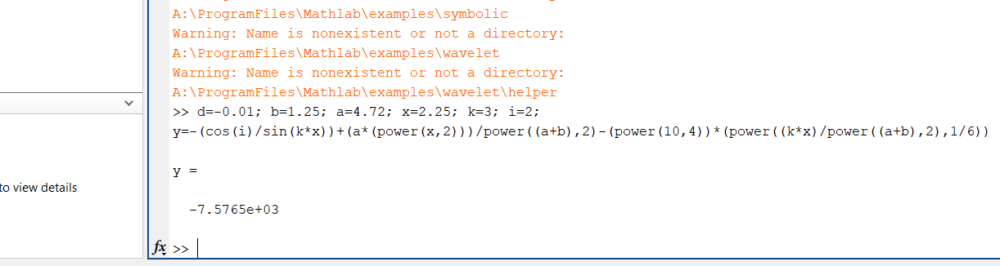 A:\ProgramFiles\Mathlab\examples\symbolic
Warning: Name is nonexistent or not a directory:
A:\ProgramFiles\Mathlab\examples\wavelet
Warning: Name is nonexistent or not a directory:
A:\ProgramFiles\Mathlab\examples\wavelet\helper
>> d=-0.01; b=1.25; a=4.72; x=2.25; k=3; i=2;
y=-(cos(i)/sin(k*x))+(a*(power(x,2)))/power((a+b),2)-(power(10,4))*(power((k*x)/power((a+b),2),1/6))
y =
to view details
-7.5765e+03
fx >>